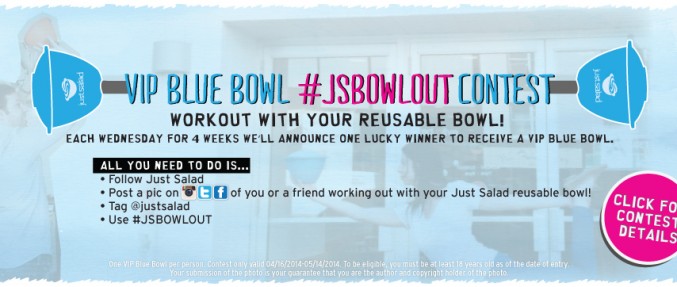 VIP BLUE BOWL #JSBOWLOUT CONTEST
just salad
just salad
WORKOUT WITH YOUR REUSABLE BOWL!
EACH WEDNESDAY FOR 4 WEEKS WE'LL ANNOUNCE ONE LUCKY WINNER TO RECEIVE A VIP BLUE BOWL.
ALL YOU NEED TO DO IS...
• Follow Just Salad
• Post a pic on of you or a friend working out with your Just Salad reusable bowl!
• Tag @justsalad
• Use #JSBOWLOUT
CLICK FO
CONTEST
DETAILS
One VIP Blue Bowl per person. Contest only valid 04/16/2014-05/14/2014. To be eligible, you must be at least 18 years old as of the date of entry.
Your submission of the photo is your guarantee that you are the author and copyright holder of the photo.